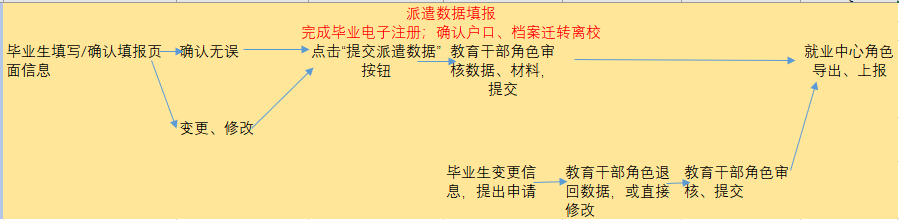 派遣数据填报
完成毕业电子注册；确认户口、档案迁转离校
毕业生填写/确认填报页
面信息
确认无误
点击“提交派遣数据”
按钮
教育干部角色审
核数据、材料，
提交
就业中心角色
导出、上报
变更、修改
毕业生变更信
息，提出申请
教育干部角色退
回数据，或直接
修改
教育干部角色审
核、提交